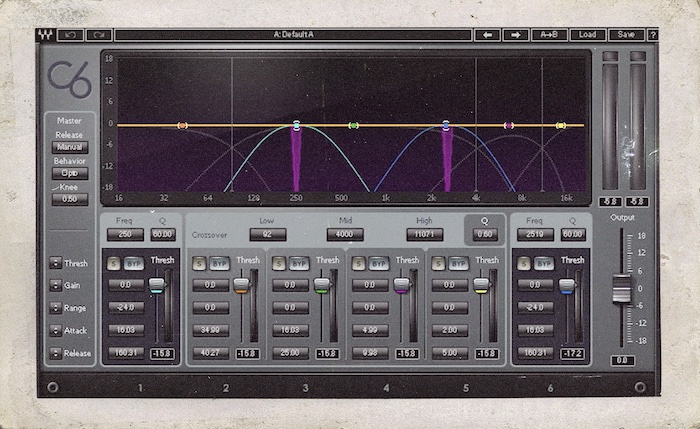 A: Default A
A→B
Load
Save
?
C6
18
12
6
0
-6
-12
-18
16 32 64 128 250 500 1k 2k 4k 8k 16k
Master
Release
Manual
Behavior
Opto
Knee
0.50
-5.8 -5.8
Output
18
12
6
0
-6
-12
-18
0.0
Freq Q
250 60.00
Low Mid High Q
Crossover 92 4000 11071 0.60
Freq Q
2519 60.00
S BYP Thresh S BYP Thresh S BYP Thresh S BYP Thresh S BYP Thresh S BYP Thresh
Thresh
Gain 0.0 0.0 0.0 0.0 0.0 0.0
Range -24.0 0.0 0.0 0.0 0.0 -24.0
Attack 16.03 34.99 16.03 4.99 2.00 16.03
Release 160.31 -15.8 40.27 -15.8 25.00 -15.8 9.98 -15.8 5.00 -15.8 160.31 -17.2
1 2 3 4 5 6